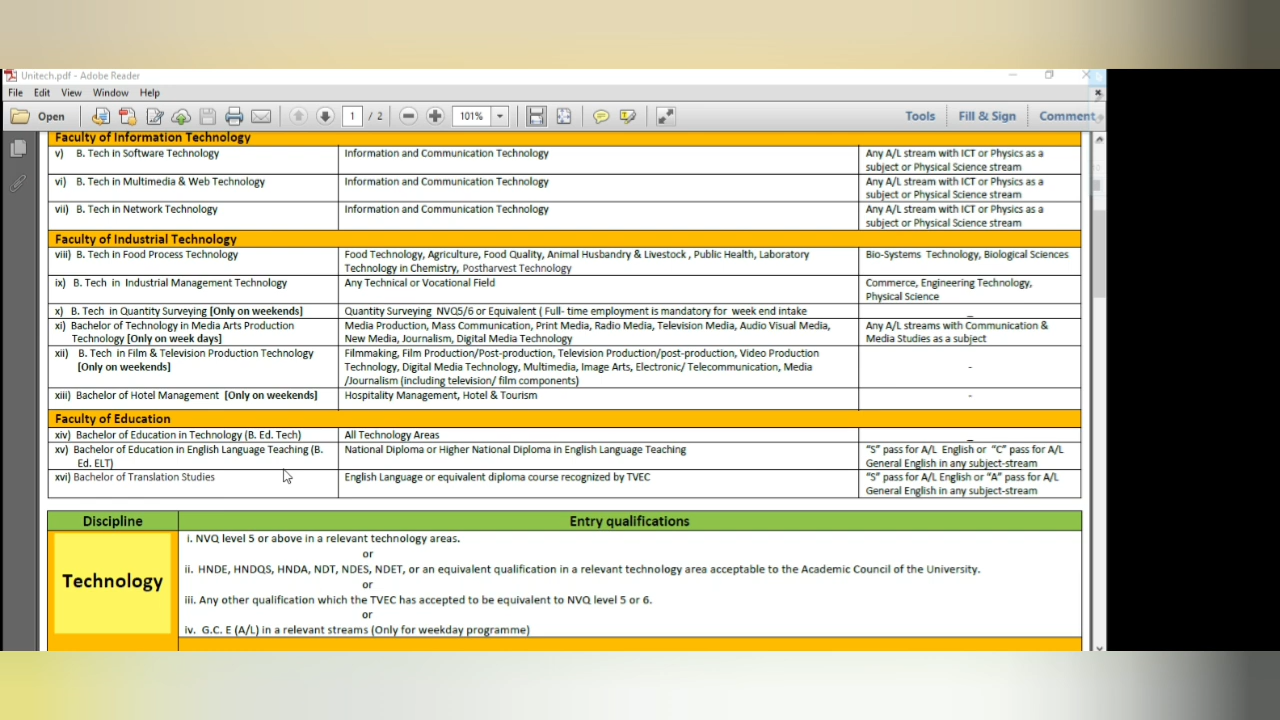 Unitech.pdf - Adobe Reader
File Edit View Window Help
Open 1 / 2 101% Tools Fill & Sign Comment
Faculty of Information Technology
v) B. Tech in Software Technology Information and Communication Technology Any A/L stream with ICT or Physics as a
subject or Physical Science stream
vi) B. Tech in Multimedia & Web Technology Information and Communication Technology Any A/L stream with ICT or Physics as a
subject or Physical Science stream
vii) B. Tech in Network Technology Information and Communication Technology Any A/L stream with ICT or Physics as a
subject or Physical Science stream
Faculty of Industrial Technology
viii) B. Tech in Food Process Technology Food Technology, Agriculture, Food Quality, Animal Husbandry & Livestock , Public Health, Laboratory Bio-Systems Technology, Biological Sciences
Technology in Chemistry, Postharvest Technology
ix) B. Tech in Industrial Management Technology Any Technical or Vocational Field Commerce, Engineering Technology,
Physical Science
x) B. Tech in Quantity Surveying [Only on weekends] Quantity Surveying NVQ5/6 or Equivalent ( Full- time employment is mandatory for week end intake _
xi) Bachelor of Technology in Media Arts Production Media Production, Mass Communication, Print Media, Radio Media, Television Media, Audio Visual Media, Any A/L streams with Communication &
Technology [Only on week days] New Media, Journalism, Digital Media Technology Media Studies as a subject
xii) B. Tech in Film & Television Production Technology Filmmaking, Film Production/Post-production, Television Production/post-production, Video Production
[Only on weekends] Technology, Digital Media Technology, Multimedia, Image Arts, Electronic/ Telecommunication, Media -
/Journalism (including television/ film components)
xiii) Bachelor of Hotel Management [Only on weekends] Hospitality Management, Hotel & Tourism -
Faculty of Education
xiv) Bachelor of Education in Technology (B. Ed. Tech) All Technology Areas _
xv) Bachelor of Education in English Language Teaching (B. National Diploma or Higher National Diploma in English Language Teaching "S" pass for A/L English or "C" pass for A/L
Ed. ELT) General English in any subject-stream
xvi) Bachelor of Translation Studies English Language or equivalent diploma course recognized by TVEC "S" pass for A/L English or "A" pass for A/L
General English in any subject-stream
Discipline Entry qualifications
i. NVQ level 5 or above in a relevant technology areas.
or
ii. HNDE, HNDQS, HNDA, NDT, NDES, NDET, or an equivalent qualification in a relevant technology area acceptable to the Academic Council of the University.
Technology
or
iii. Any other qualification which the TVEC has accepted to be equivalent to NVQ level 5 or 6.
or
iv. G.C. E (A/L) in a relevant streams (Only for weekday programme)